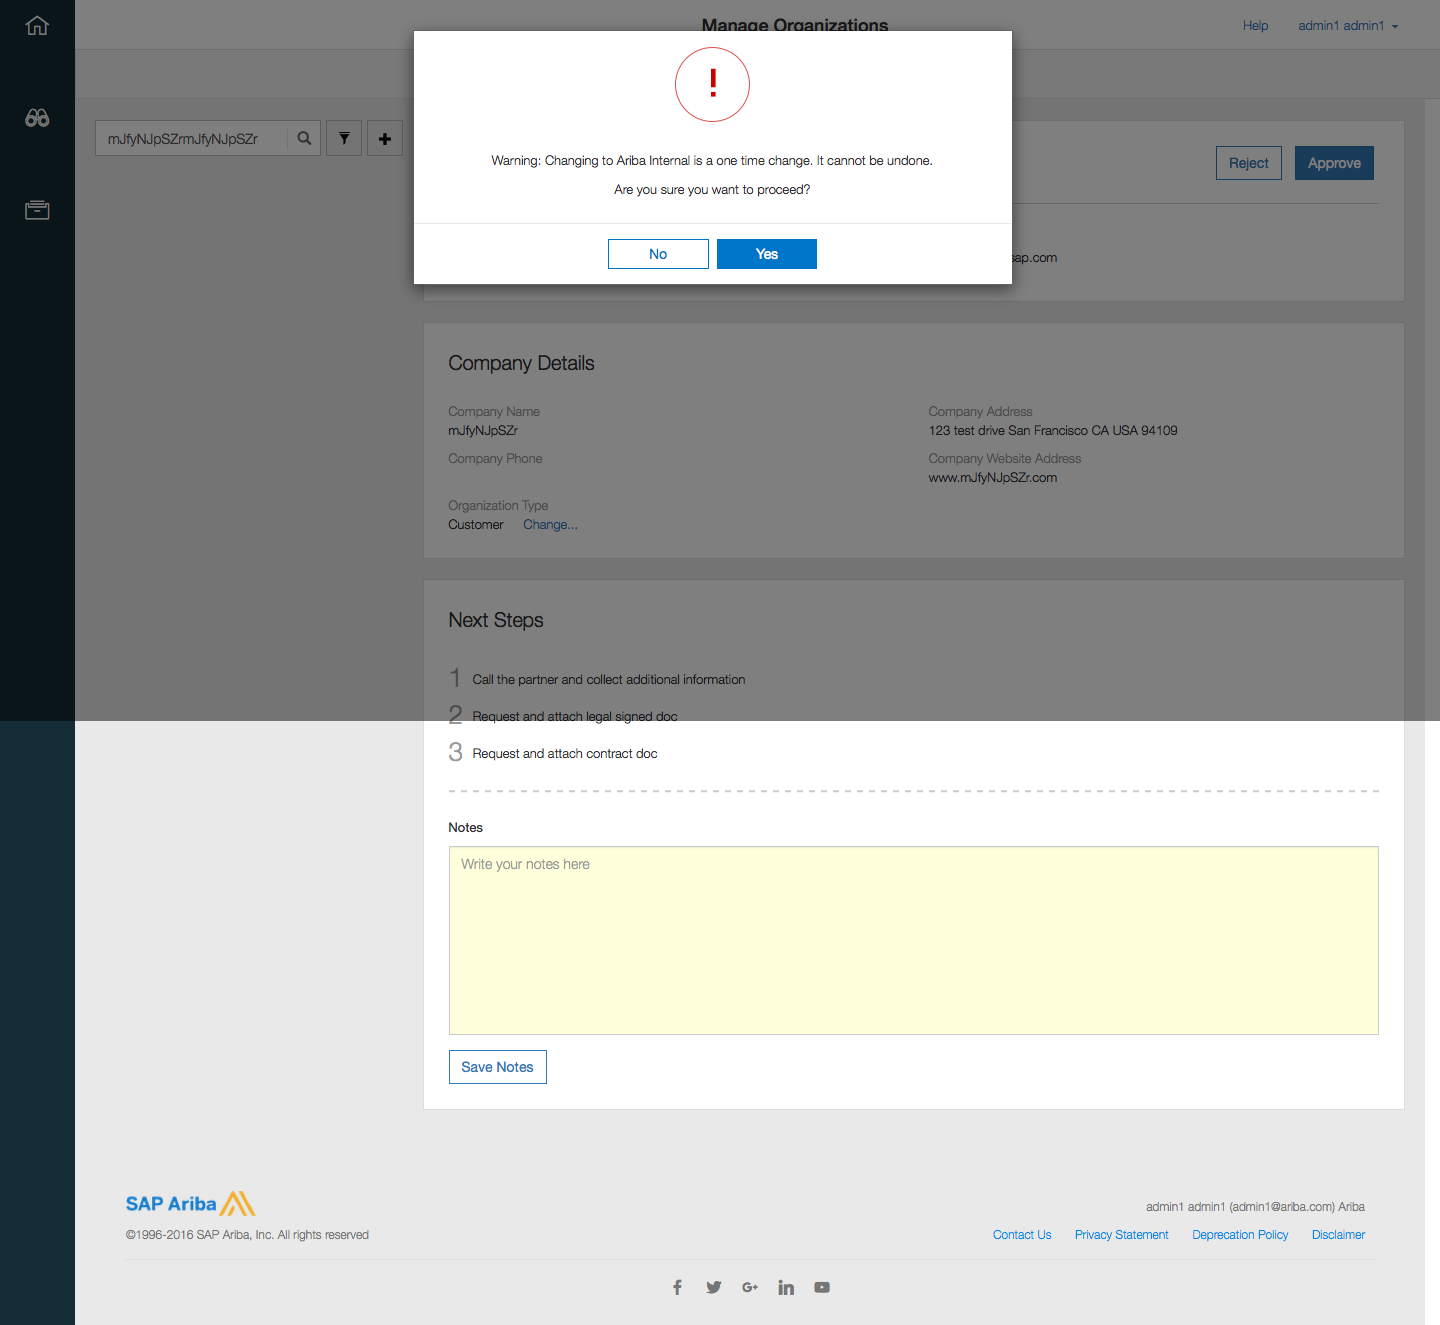 Manage Organizations
Help
admin1 admin1
mJfyNJpSZrmJfyNJpSZr
!
Warning: Changing to Ariba Internal is a one time change. It cannot be undone.
Are you sure you want to proceed?
No
Yes
Reject
Approve
sap.com
Company Details
Company Name
mJfyNJpSZr
Company Address
123 test drive San Francisco CA USA 94109
Company Phone
Company Website Address
www.mJfyNJpSZr.com
Organization Type
Customer
Change...
Next Steps
1 Call the partner and collect additional information
2 Request and attach legal signed doc
3 Request and attach contract doc
Notes
Write your notes here
Save Notes
SAP Ariba
©1996-2016 SAP Ariba, Inc. All rights reserved
admin1 admin1 (admin1@ariba.com) Ariba
Contact Us
Privacy Statement
Deprecation Policy
Disclaimer